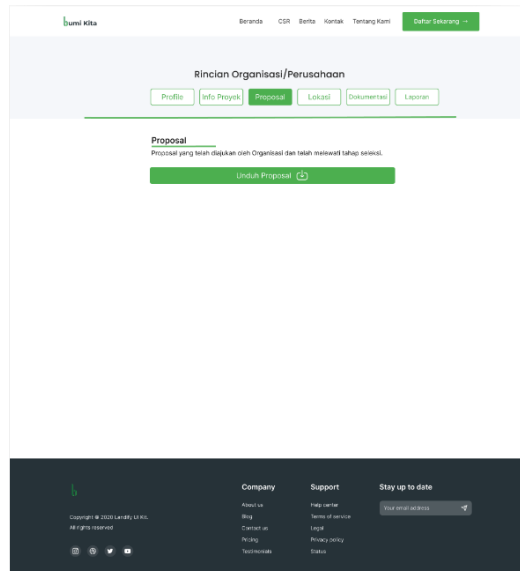 bumi Kita
Beranda CSR Berita Kontak Tentang Kami Daftar Sekarang →
Rincian Organisasi/Perusahaan
Profile Info Proyek Proposal Lokasi Dokumentasi Laporan
Proposal
Proposal yang telah diajukan oleh Organisasi dan telah melewati tahap seleksi.
Unduh Proposal
b
Company Support Stay up to date
About us Help center Your email address
Copyright © 2020 Landify UI Kit. Blog Terms of service
All rights reserved Contact us Legal
Pricing Privacy policy
Testimonials Status